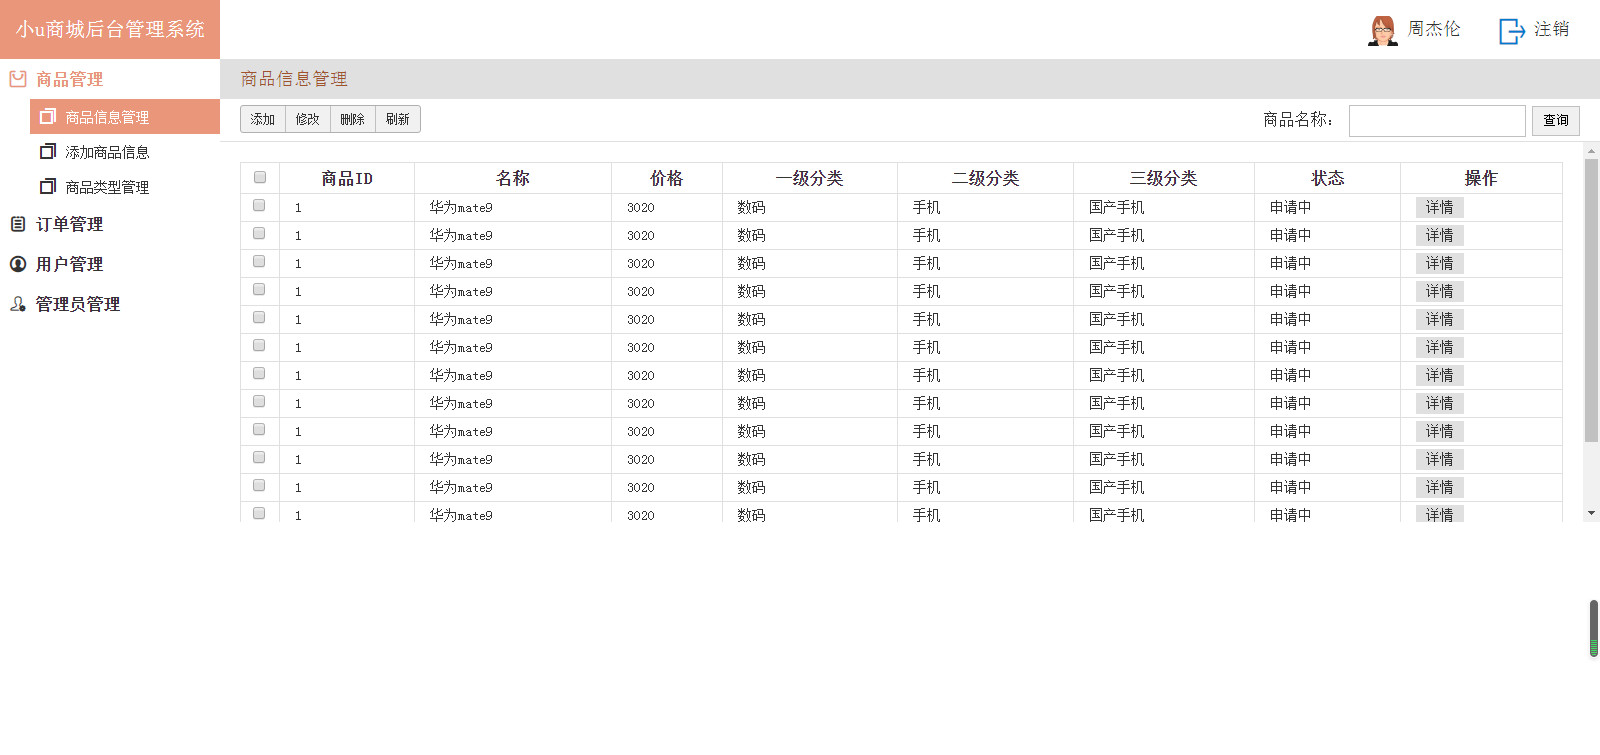 小u商城后台管理系统
周杰伦 注销
商品管理
商品信息管理
添加商品信息
商品类型管理
订单管理
用户管理
管理员管理
商品信息管理
添加 修改 删除 刷新 商品名称： 查询
商品ID 名称 价格 一级分类 二级分类 三级分类 状态 操作
1 华为mate9 3020 数码 手机 国产手机 申请中 详情
1 华为mate9 3020 数码 手机 国产手机 申请中 详情
1 华为mate9 3020 数码 手机 国产手机 申请中 详情
1 华为mate9 3020 数码 手机 国产手机 申请中 详情
1 华为mate9 3020 数码 手机 国产手机 申请中 详情
1 华为mate9 3020 数码 手机 国产手机 申请中 详情
1 华为mate9 3020 数码 手机 国产手机 申请中 详情
1 华为mate9 3020 数码 手机 国产手机 申请中 详情
1 华为mate9 3020 数码 手机 国产手机 申请中 详情
1 华为mate9 3020 数码 手机 国产手机 申请中 详情
1 华为mate9 3020 数码 手机 国产手机 申请中 详情
1 华为mate9 3020 数码 手机 国产手机 申请中 详情